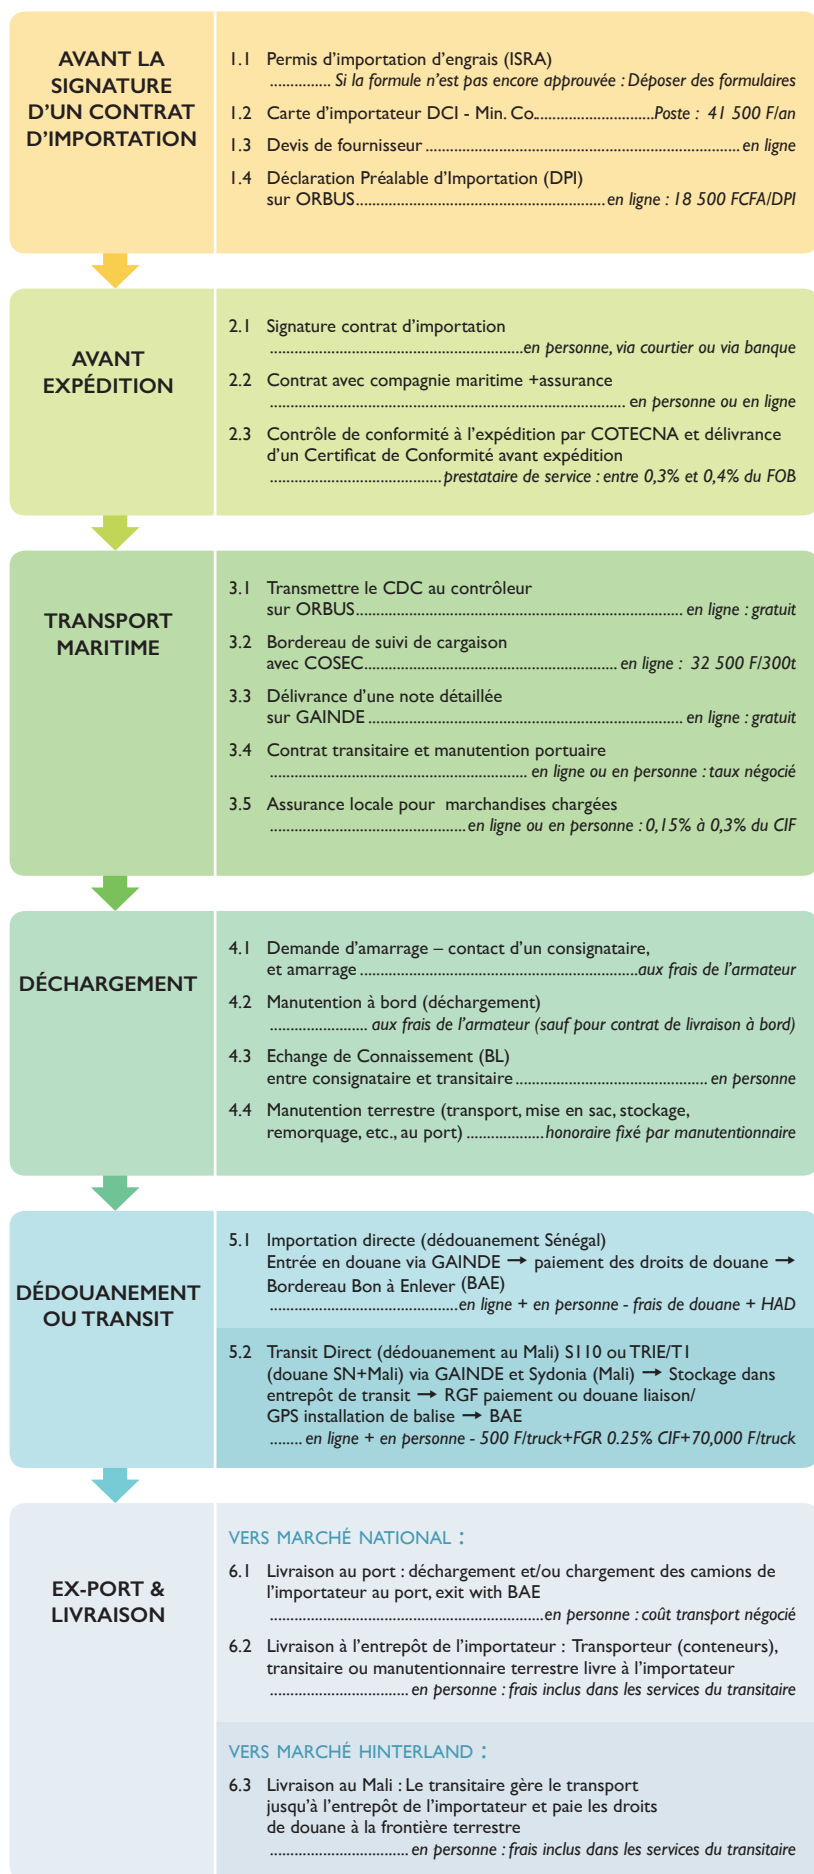 AVANT LA
SIGNATURE
D'UN CONTRAT
D'IMPORTATION
1.1 Permis d'importation d'engrais (ISRA)
.............. Si la formule n'est pas encore approuvée : Déposer des formulaires
1.2 Carte d'importateur DCI - Min. Co.............................Poste : 41 500 F/an
1.3 Devis de fournisseur ............................................................................ en ligne
1.4 Déclaration Préalable d'Importation (DPI)
sur ORBUS.............................................................en ligne : 18 500 FCFA/DPI
AVANT
EXPÉDITION
2.1 Signature contrat d'importation
..............................................................en personne, via courtier ou via banque
2.2 Contrat avec compagnie maritime +assurance
....................................................................................... en personne ou en ligne
2.3 Contrôle de conformité à l'expédition par COTECNA et délivrance
d'un Certificat de Conformité avant expédition
..........................................prestataire de service : entre 0,3% et 0,4% du FOB
TRANSPORT
MARITIME
3.1 Transmettre le CDC au contrôleur
sur ORBUS................................................................................ en ligne : gratuit
3.2 Bordereau de suivi de cargaison
avec COSEC.............................................................. en ligne : 32 500 F/300t
3.3 Délivrance d'une note détaillée
sur GAINDE ............................................................................. en ligne : gratuit
3.4 Contrat transitaire et manutention portuaire
............................................................... en ligne ou en personne : taux négocié
3.5 Assurance locale pour marchandises chargées
................................................en ligne ou en personne : 0,15% à 0,3% du CIF
DÉCHARGEMENT
4.1 Demande d'amarrage – contact d'un consignataire,
et amarrage ....................................................................aux frais de l'armateur
4.2 Manutention à bord (déchargement)
........................ aux frais de l'armateur (sauf pour contrat de livraison à bord)
4.3 Echange de Connaissement (BL)
entre consignataire et transitaire ............................................... en personne
4.4 Manutention terrestre (transport, mise en sac, stockage,
remorquage, etc., au port) ...................honoraire fixé par manutentionnaire
DÉDOUANEMENT
OU TRANSIT
5.1 Importation directe (dédouanement Sénégal)
Entrée en douane via GAINDE → paiement des droits de douane →
Bordereau Bon à Enlever (BAE)
..............................................en ligne + en personne - frais de douane + HAD
5.2 Transit Direct (dédouanement au Mali) S110 ou TRIE/T1
(douane SN+Mali) via GAINDE et Sydonia (Mali) → Stockage dans
entrepôt de transit → RGF paiement ou douane liaison/
GPS installation de balise → BAE
........ en ligne + en personne - 500 F/truck+FGR 0.25% CIF+70,000 F/truck
EX-PORT &
LIVRAISON
VERS MARCHÉ NATIONAL :
6.1 Livraison au port : déchargement et/ou chargement des camions de
l'importateur au port, exit with BAE
...................................................................en personne : coût transport négocié
6.2 Livraison à l'entrepôt de l'importateur : Transporteur (conteneurs),
transitaire ou manutentionnaire terrestre livre à l'importateur
.................................. en personne : frais inclus dans les services du transitaire
VERS MARCHÉ HINTERLAND :
6.3 Livraison au Mali : Le transitaire gère le transport
jusqu'à l'entrepôt de l'importateur et paie les droits
de douane à la frontière terrestre
.................................. en personne : frais inclus dans les services du transitaire